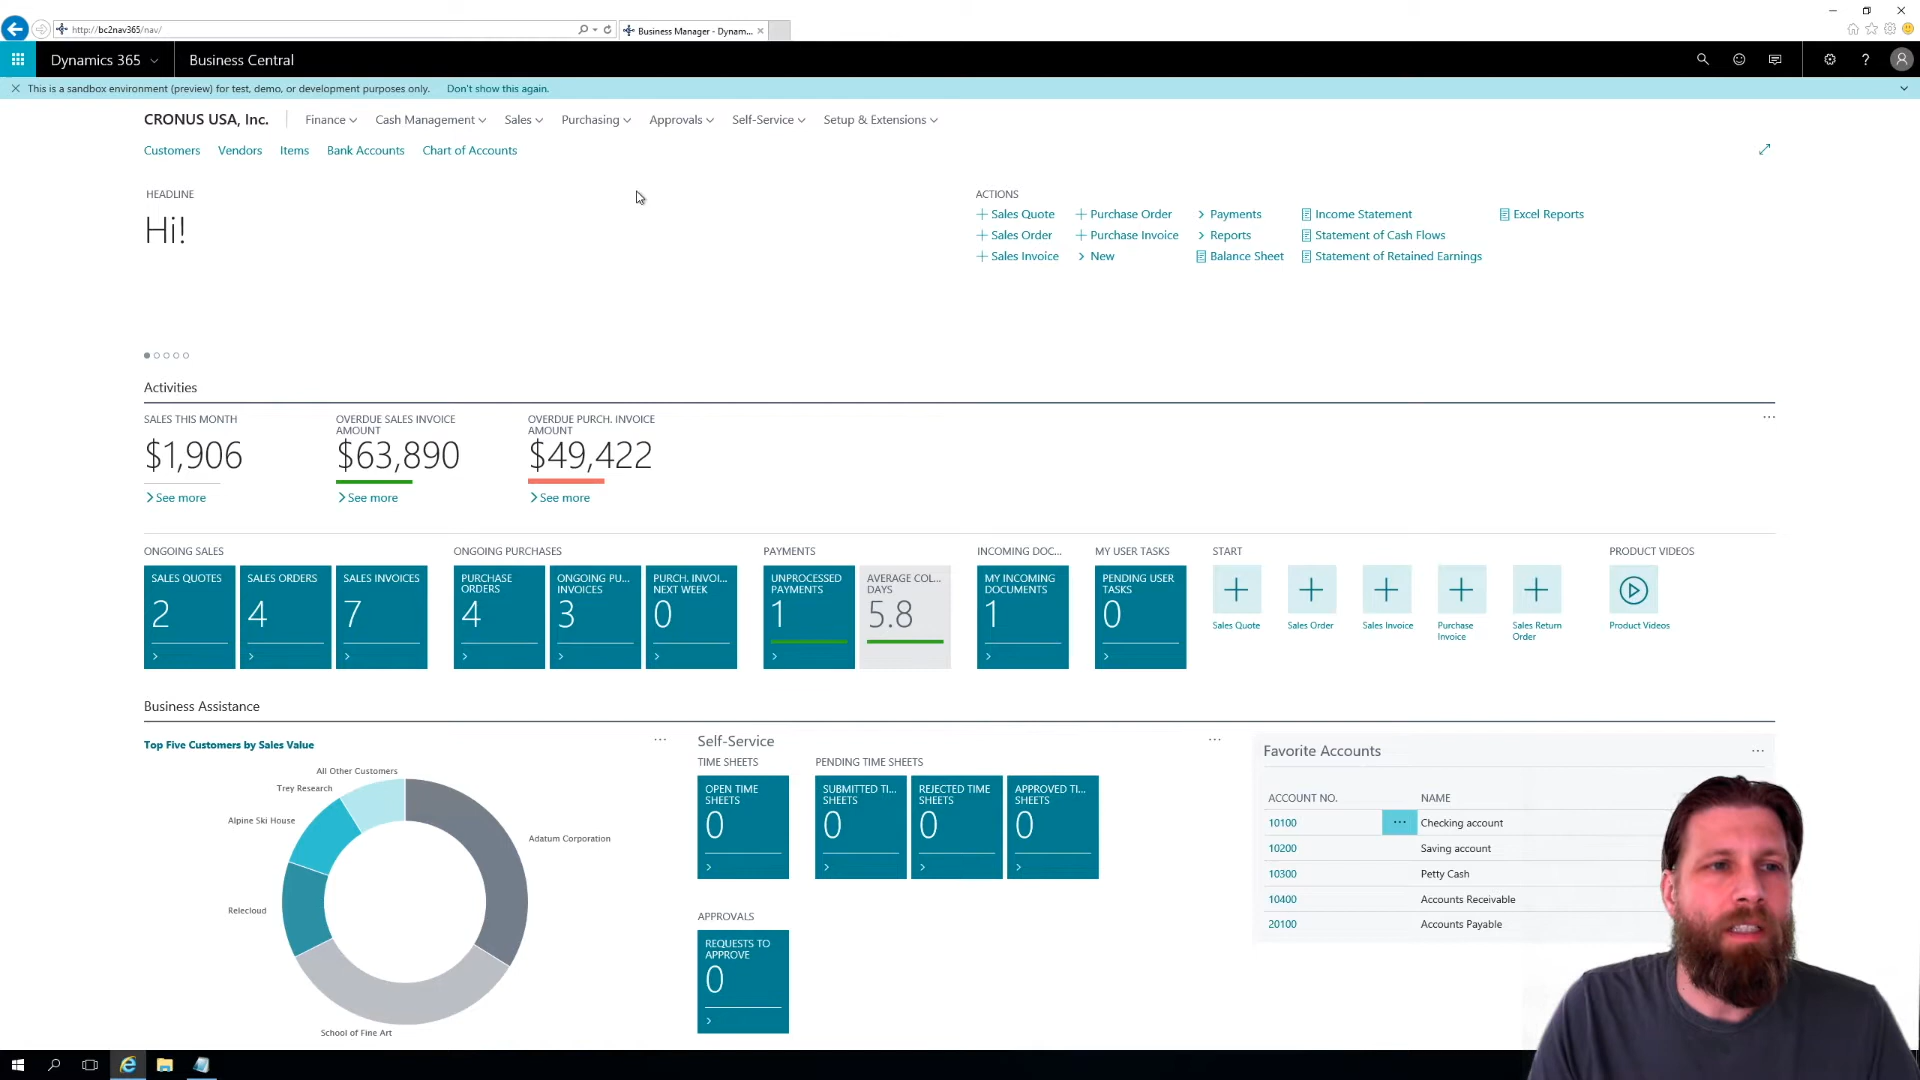 http://bc2nav365/nav/
Business Manager - Dynam...
Dynamics 365
Business Central
This is a sandbox environment (preview) for test, demo, or development purposes only. Don't show this again.
CRONUS USA, Inc.
Finance
Cash Management
Sales
Purchasing
Approvals
Self-Service
Setup & Extensions
Customers
Vendors
Items
Bank Accounts
Chart of Accounts
HEADLINE
Hi!
ACTIONS
Sales Quote
Purchase Order
Payments
Income Statement
Excel Reports
Sales Order
Purchase Invoice
Reports
Statement of Cash Flows
Sales Invoice
New
Balance Sheet
Statement of Retained Earnings
Activities
SALES THIS MONTH
$1,906
See more
OVERDUE SALES INVOICE
AMOUNT
$63,890
See more
OVERDUE PURCH. INVOICE
AMOUNT
$49,422
See more
ONGOING SALES
SALES QUOTES
2
SALES ORDERS
4
SALES INVOICES
7
ONGOING PURCHASES
PURCHASE
ORDERS
4
ONGOING PU...
INVOICES
3
PURCH. INVOI...
NEXT WEEK
0
PAYMENTS
UNPROCESSED
PAYMENTS
1
AVERAGE COL...
DAYS
5.8
INCOMING DOC...
MY INCOMING
DOCUMENTS
1
MY USER TASKS
PENDING USER
TASKS
0
START
Sales Quote
Sales Order
Sales Invoice
Purchase
Invoice
Sales Return
Order
PRODUCT VIDEOS
Product Videos
Business Assistance
Top Five Customers by Sales Value
All Other Customers
Trey Research
Alpine Ski House
Adatum Corporation
Relecloud
School of Fine Art
Self-Service
TIME SHEETS
OPEN TIME
SHEETS
0
PENDING TIME SHEETS
SUBMITTED TI...
SHEETS
0
REJECTED TIME
SHEETS
0
APPROVED TI...
SHEETS
0
APPROVALS
REQUESTS TO
APPROVE
0
Favorite Accounts
ACCOUNT NO. NAME
10100 Checking account
10200 Saving account
10300 Petty Cash
10400 Accounts Receivable
20100 Accounts Payable